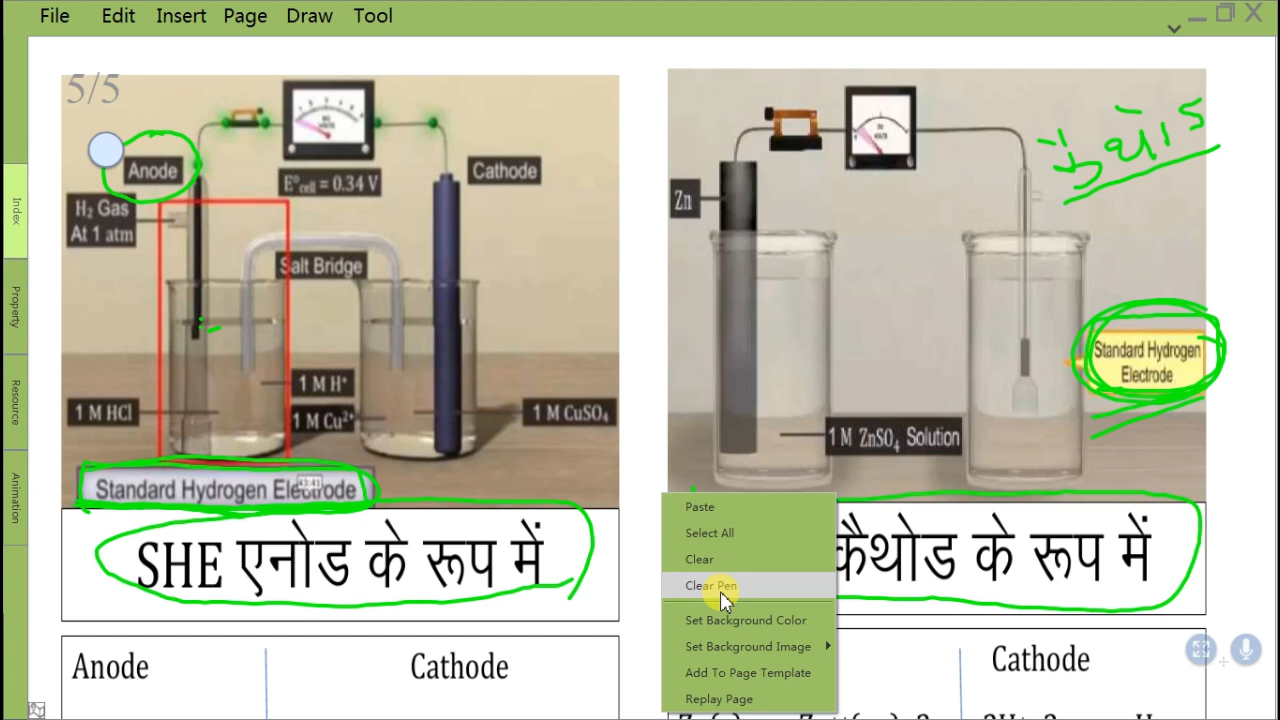 File Edit Insert Page Draw Tool
5/5
Index
Property
Resource
Animation
Anode
Cathode
E°cell = 0.34 V
H₂ Gas
At 1 atm
Salt Bridge
1 M H⁺
1 M HCl
1 M Cu²⁺
1 M CuSO₄
Standard Hydrogen Electrode
SHE एनोड के रूप में
Anode Cathode
Zn
Standard Hydrogen
Electrode
1 M ZnSO₄ Solution
कैथोड के रूप में
Cathode
Paste
Select All
Clear
Clear Pen
Set Background Color
Set Background Image
Add To Page Template
Replay Page